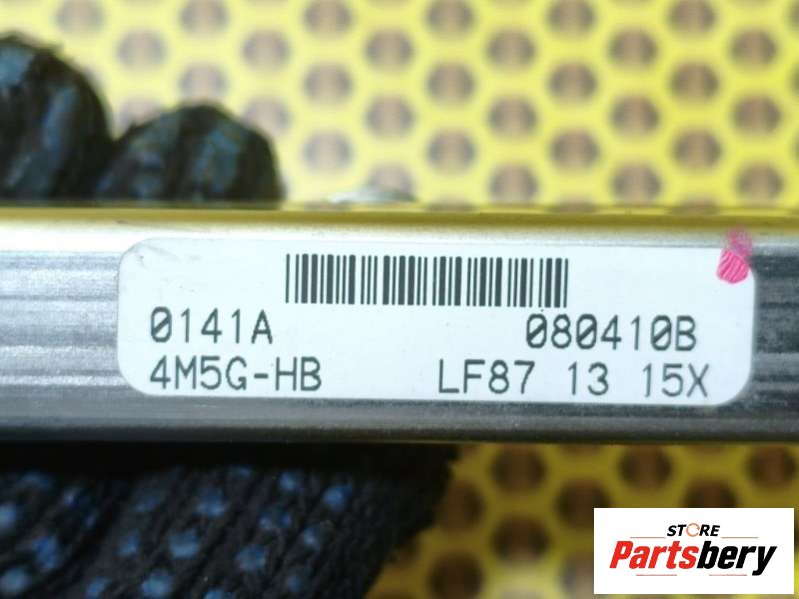 0141A 080410B
4M5G-HB LF87 13 15X
STORE
Partsbery